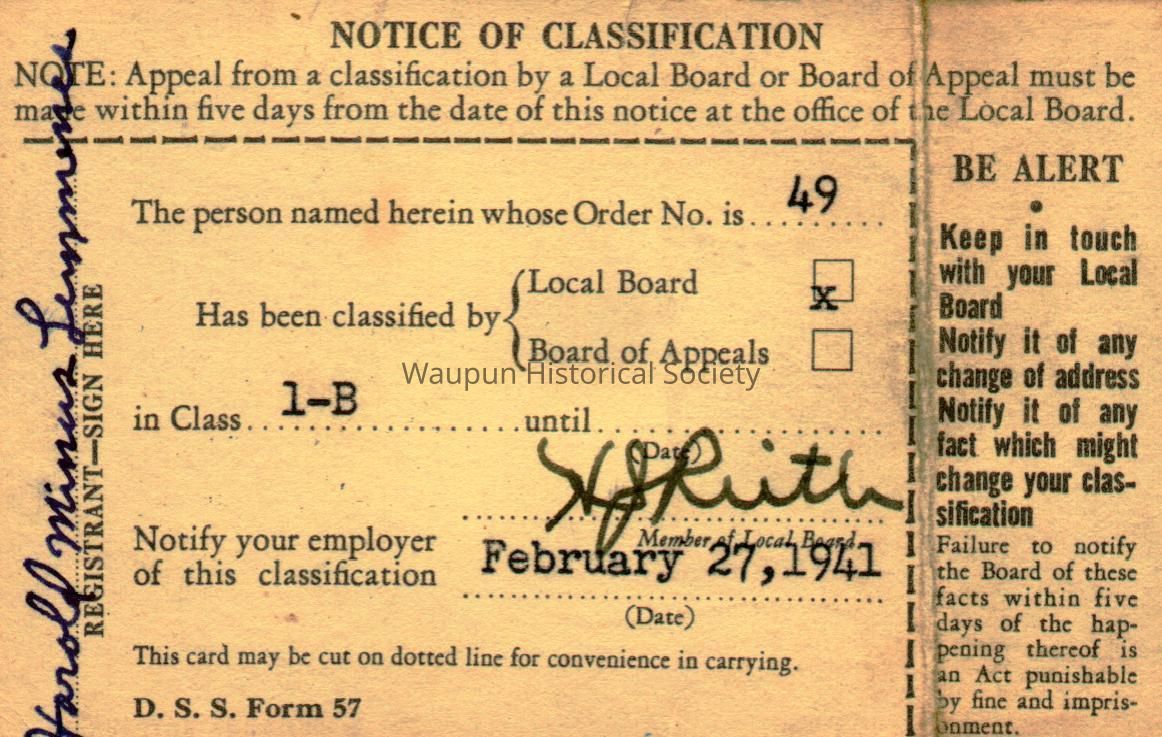 NOTICE OF CLASSIFICATION
NOTE: Appeal from a classification by a Local Board or Board of Appeal must be
made within five days from the date of this notice at the office of the Local Board.
The person named herein whose Order No. is 49
Local Board x
Has been classified by
Board of Appeals
Waupun Historical Society
in Class 1-B until
(Date)
Member of Local Board
Notify your employer
of this classification
February 27, 1941
(Date)
This card may be cut on dotted line for convenience in carrying.
D. S. S. Form 57
Harold Minus
REGISTRANT—SIGN HERE
BE ALERT
Keep in touch
with your Local
Board
Notify it of any
change of address
Notify it of any
fact which might
change your clas-
sification
Failure to notify
the Board of these
facts within five
days of the hap-
pening thereof is
an Act punishable
by fine and impris-
onment.